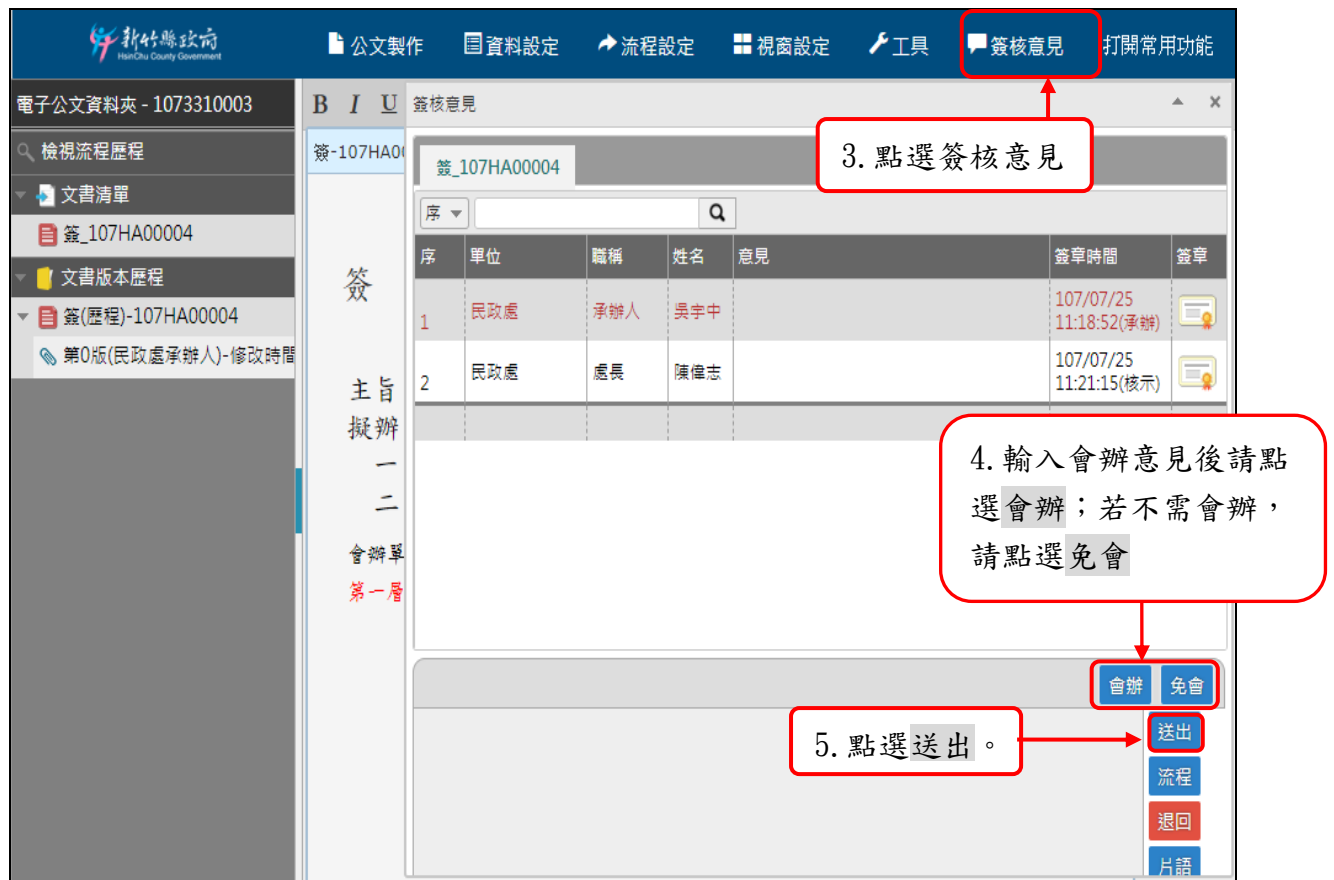 新竹縣政府
HsinChu County Government
公文製作 資料設定 流程設定 視窗設定 工具 簽核意見 打開常用功能
電子公文資料夾 - 1073310003
檢視流程歷程
文書清單
簽_107HA00004
文書版本歷程
簽(歷程)-107HA00004
第0版(民政處承辦人)-修改時間
B I U
簽-107HA00
簽
主旨
擬辦
一
二
會辦單
第一層
簽核意見
3.點選簽核意見
簽_107HA00004
序
序 單位 職稱 姓名 意見 簽章時間 簽章
1 民政處 承辦人 吳宇中 107/07/25
11:18:52(承辦)
2 民政處 處長 陳偉志 107/07/25
11:21:15(核示)
4.輸入會辦意見後請點
選會辦；若不需會辦，
請點選免會
會辦 免會
5.點選送出。
送出
流程
退回
片語